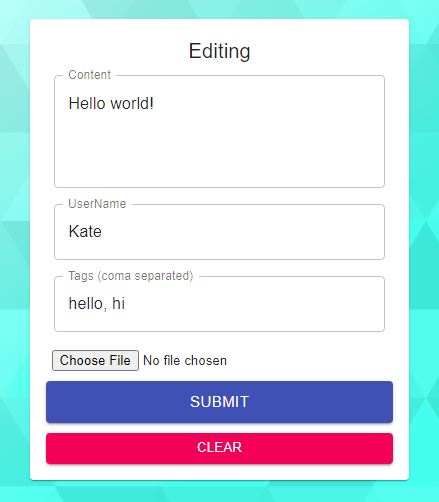 Editing
Content
Hello world!
UserName
Kate
Tags (coma separated)
hello, hi
Choose File No file chosen
SUBMIT
CLEAR